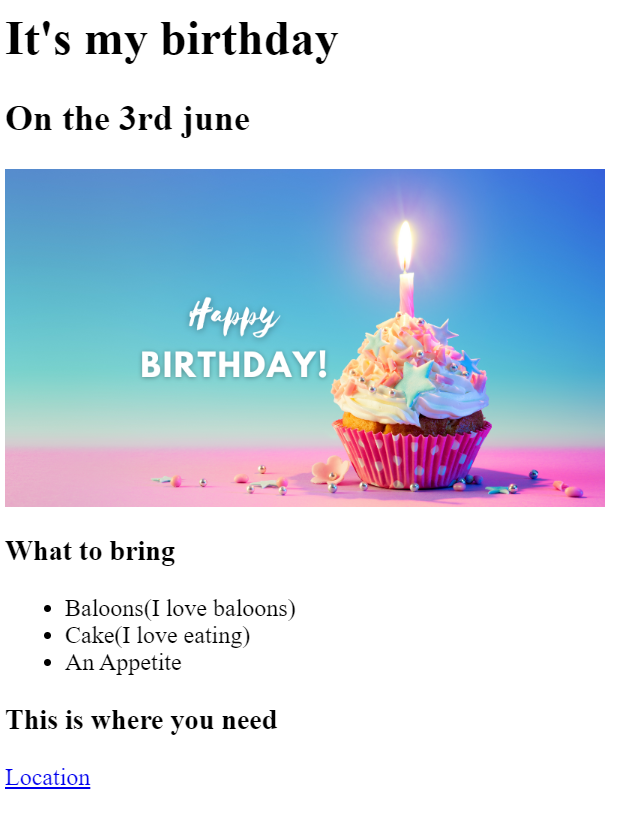 It's my birthday
On the 3rd june
Happy
BIRTHDAY!
What to bring
Baloons(I love baloons)
Cake(I love eating)
An Appetite
This is where you need
Location